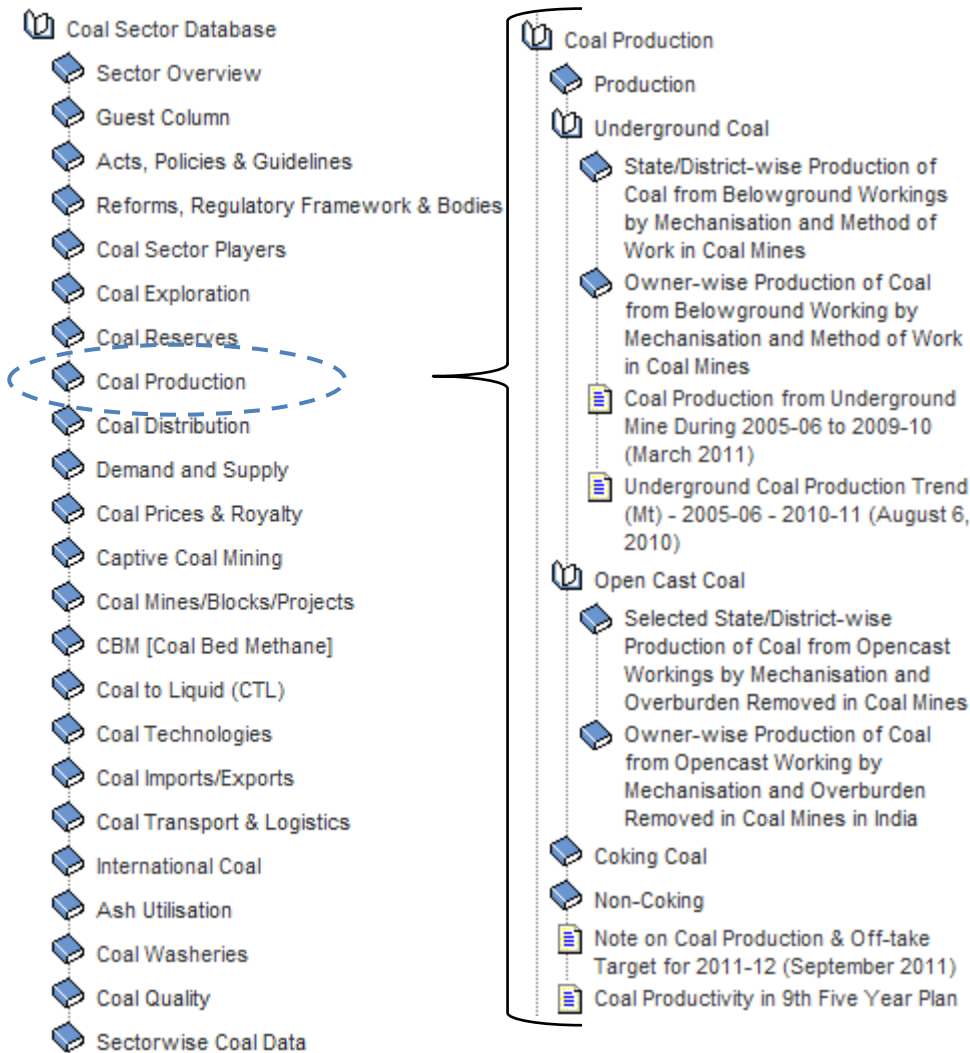 Coal Sector Database
Sector Overview
Guest Column
Acts, Policies & Guidelines
Reforms, Regulatory Framework & Bodies
Coal Sector Players
Coal Exploration
Coal Reserves
Coal Production
Coal Distribution
Demand and Supply
Coal Prices & Royalty
Captive Coal Mining
Coal Mines/Blocks/Projects
CBM [Coal Bed Methane]
Coal to Liquid (CTL)
Coal Technologies
Coal Imports/Exports
Coal Transport & Logistics
International Coal
Ash Utilisation
Coal Washeries
Coal Quality
Sectorwise Coal Data
Coal Production
Production
Underground Coal
State/District-wise Production of
Coal from Belowground Workings
by Mechanisation and Method of
Work in Coal Mines
Owner-wise Production of Coal
from Belowground Working by
Mechanisation and Method of Work
in Coal Mines
Coal Production from Underground
Mine During 2005-06 to 2009-10
(March 2011)
Underground Coal Production Trend
(Mt) - 2005-06 - 2010-11 (August 6,
2010)
Open Cast Coal
Selected State/District-wise
Production of Coal from Opencast
Workings by Mechanisation and
Overburden Removed in Coal Mines
Owner-wise Production of Coal
from Opencast Working by
Mechanisation and Overburden
Removed in Coal Mines in India
Coking Coal
Non-Coking
Note on Coal Production & Off-take
Target for 2011-12 (September 2011)
Coal Productivity in 9th Five Year Plan